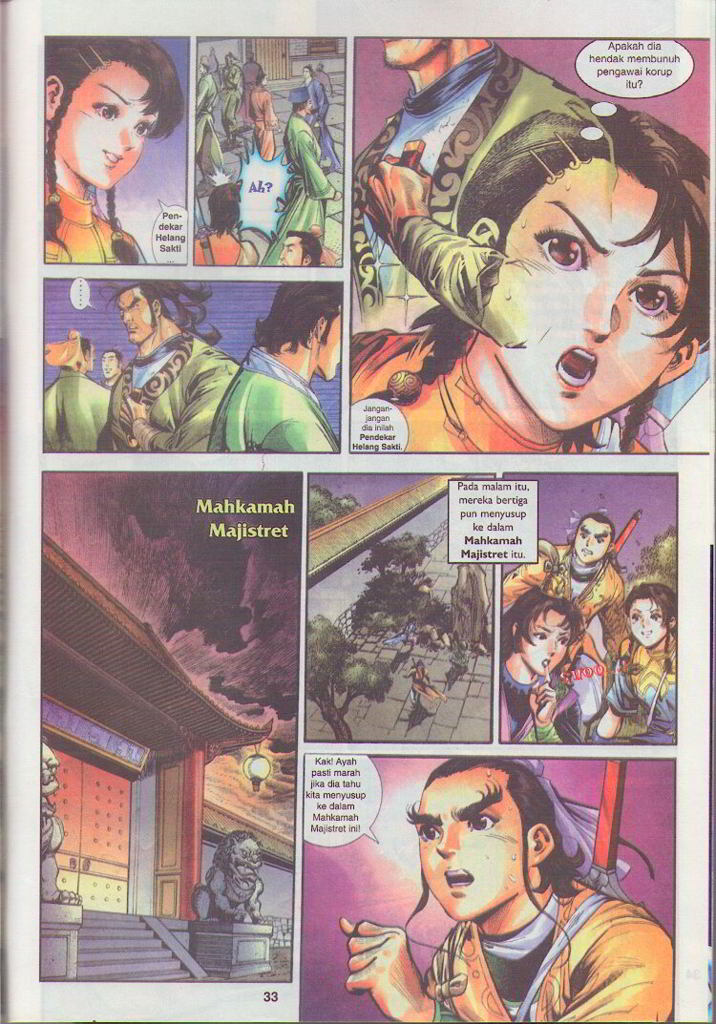 Pen-
dekar
Helang
Sakti
...
Ah?
Apakah dia
hendak membunuh
pengawai korup
itu?
......
Jangan-
jangan
dia inilah
Pendekar
Helang Sakti.
Mahkamah
Majistret
Pada malam itu,
mereka bertiga
pun menyusup
ke dalam
Mahkamah
Majistret itu.
Kak! Ayah
pasti marah
jika dia tahu
kita menyusup
ke dalam
Mahkamah
Majistret ini!
33